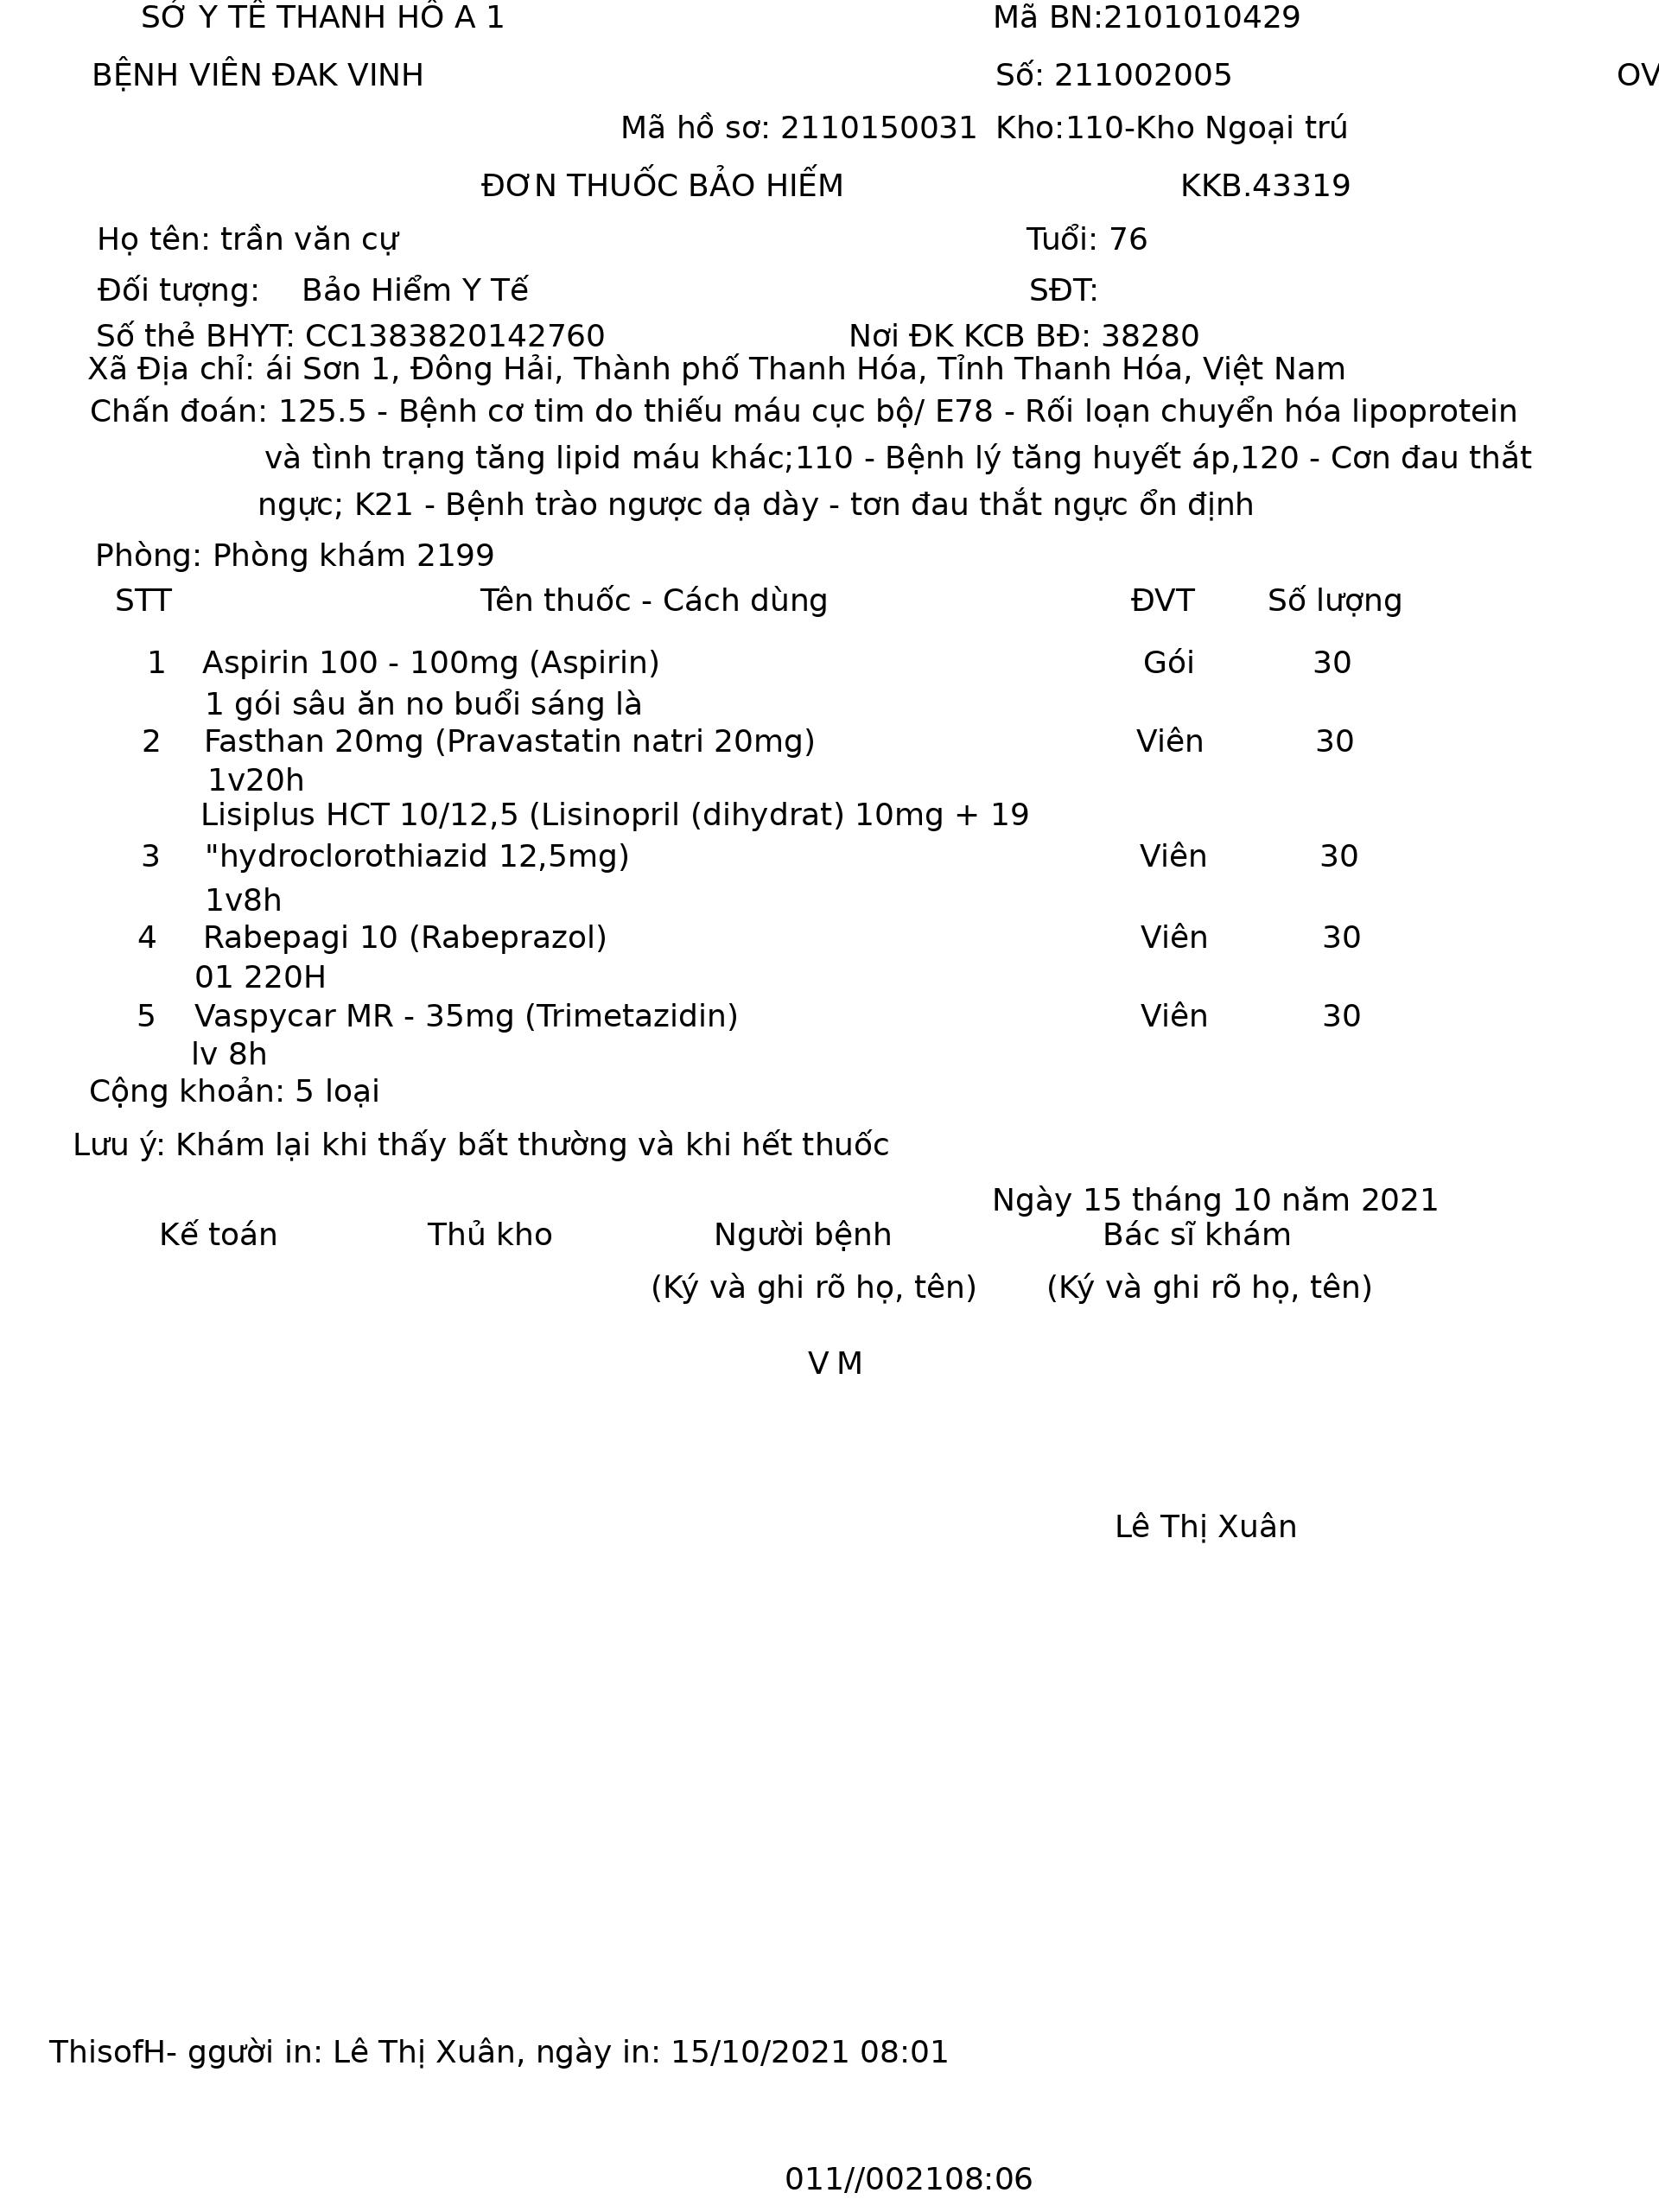 SỞ Y TẾ THANH HÔ A 1 Mã BN:2101010429
BỆNH VIÊN ĐAK VINH Số: 211002005 OV
Mã hồ sơ: 2110150031 Kho:110-Kho Ngoại trú
ĐƠN THUỐC BẢO HIẾM KKB.43319
Họ tên: trần văn cự Tuổi: 76
Đối tượng: Bảo Hiểm Y Tế SĐT:
Số thẻ BHYT: CC1383820142760 Nơi ĐK KCB BĐ: 38280
Xã Địa chỉ: ái Sơn 1, Đông Hải, Thành phố Thanh Hóa, Tỉnh Thanh Hóa, Việt Nam
Chấn đoán: 125.5 - Bệnh cơ tim do thiếu máu cục bộ/ E78 - Rối loạn chuyển hóa lipoprotein
và tình trạng tăng lipid máu khác;110 - Bệnh lý tăng huyết áp,120 - Cơn đau thắt
ngực; K21 - Bệnh trào ngược dạ dày - tơn đau thắt ngực ổn định
Phòng: Phòng khám 2199
STT Tên thuốc - Cách dùng ĐVT Số lượng
1 Aspirin 100 - 100mg (Aspirin) Gói 30
1 gói sâu ăn no buổi sáng là
2 Fasthan 20mg (Pravastatin natri 20mg) Viên 30
1v20h
Lisiplus HCT 10/12,5 (Lisinopril (dihydrat) 10mg + 19
3 "hydroclorothiazid 12,5mg) Viên 30
1v8h
4 Rabepagi 10 (Rabeprazol) Viên 30
01 220H
5 Vaspycar MR - 35mg (Trimetazidin) Viên 30
lv 8h
Cộng khoản: 5 loại
Lưu ý: Khám lại khi thấy bất thường và khi hết thuốc
Ngày 15 tháng 10 năm 2021
Kế toán Thủ kho Người bệnh Bác sĩ khám
(Ký và ghi rõ họ, tên) (Ký và ghi rõ họ, tên)
V M
Lê Thị Xuân
ThisofH- ggười in: Lê Thị Xuân, ngày in: 15/10/2021 08:01
011//002108:06